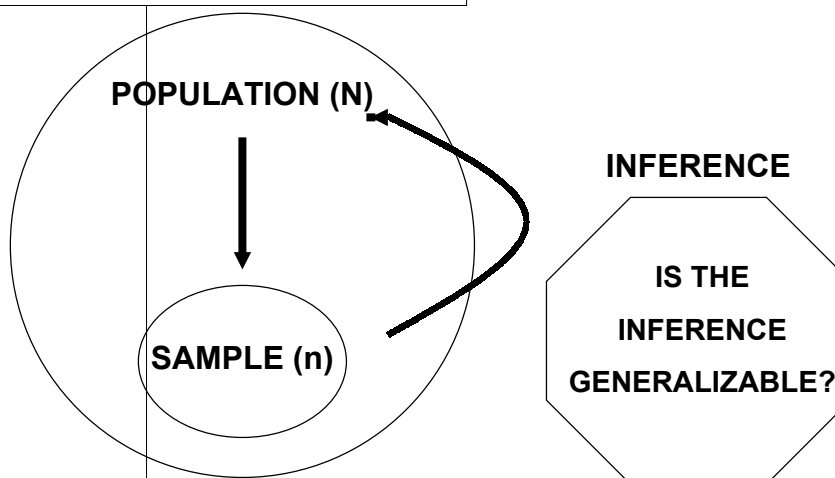 POPULATION (N)
SAMPLE (n)
INFERENCE
IS THE
INFERENCE
GENERALIZABLE?